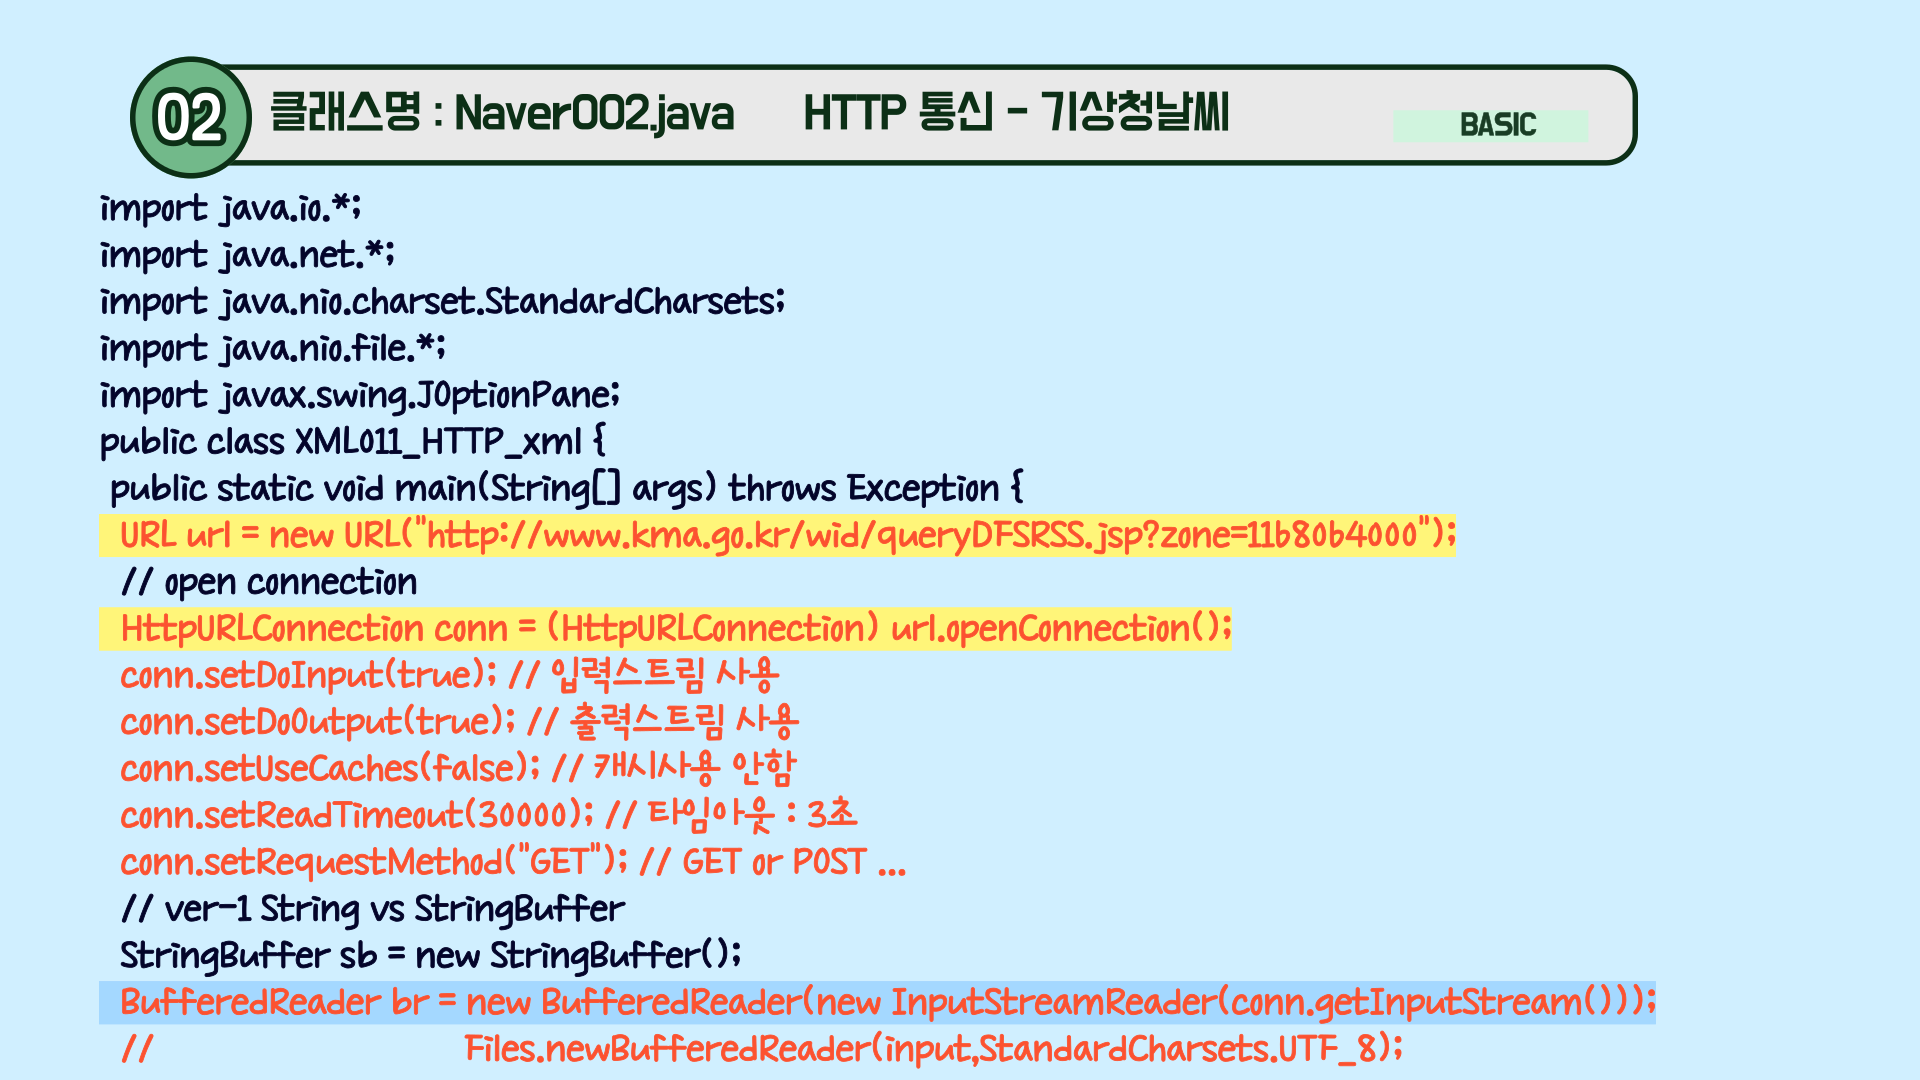 02 클래스명 : Naver002.java HTTP 통신 - 기상청날씨 BASIC
import java.io.*;
import java.net.*;
import java.nio.charset.StandardCharsets;
import java.nio.file.*;
import javax.swing.JOptionPane;
public class XML011_HTTP_xml {
public static void main(String[] args) throws Exception {
URL url = new URL("http://www.kma.go.kr/wid/queryDFSRSS.jsp?zone=11b80b4000");
// open connection
HttpURLConnection conn = (HttpURLConnection) url.openConnection();
conn.setDoInput(true); // 입력스트림 사용
conn.setDoOutput(true); // 출력스트림 사용
conn.setUseCaches(false); // 캐시사용 안함
conn.setReadTimeout(30000); // 타임아웃 : 3초
conn.setRequestMethod("GET"); // GET or POST ...
// ver-1 String vs StringBuffer
StringBuffer sb = new StringBuffer();
BufferedReader br = new BufferedReader(new InputStreamReader(conn.getInputStream()));
// Files.newBufferedReader(input,StandardCharsets.UTF_8);